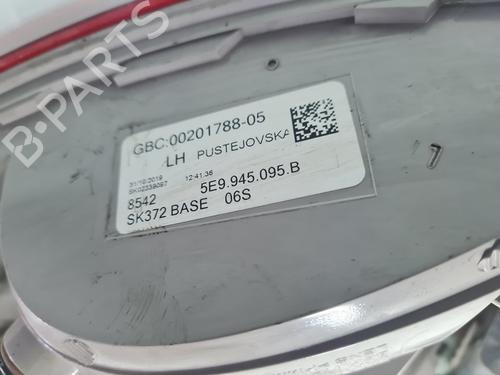 GBC:00201788-05
LH PUSTEJOVSKA
31/10/2019 12:41:36
SK02339097
8542 5E9.945.095.B
SK372 BASE 06S
B-PARTS